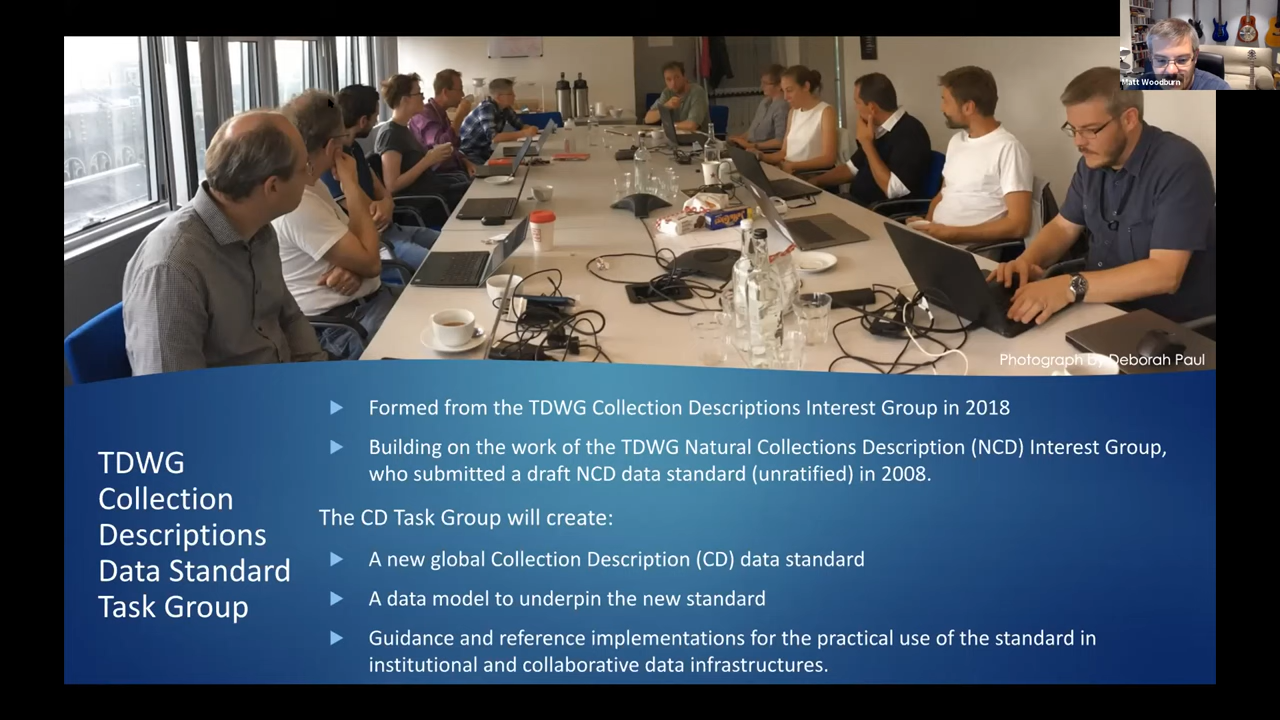 Matt Woodburn
Photograph by Deborah Paul
TDWG
Collection
Descriptions
Data Standard
Task Group
Formed from the TDWG Collection Descriptions Interest Group in 2018
Building on the work of the TDWG Natural Collections Description (NCD) Interest Group,
who submitted a draft NCD data standard (unratified) in 2008.
The CD Task Group will create:
A new global Collection Description (CD) data standard
A data model to underpin the new standard
Guidance and reference implementations for the practical use of the standard in
institutional and collaborative data infrastructures.